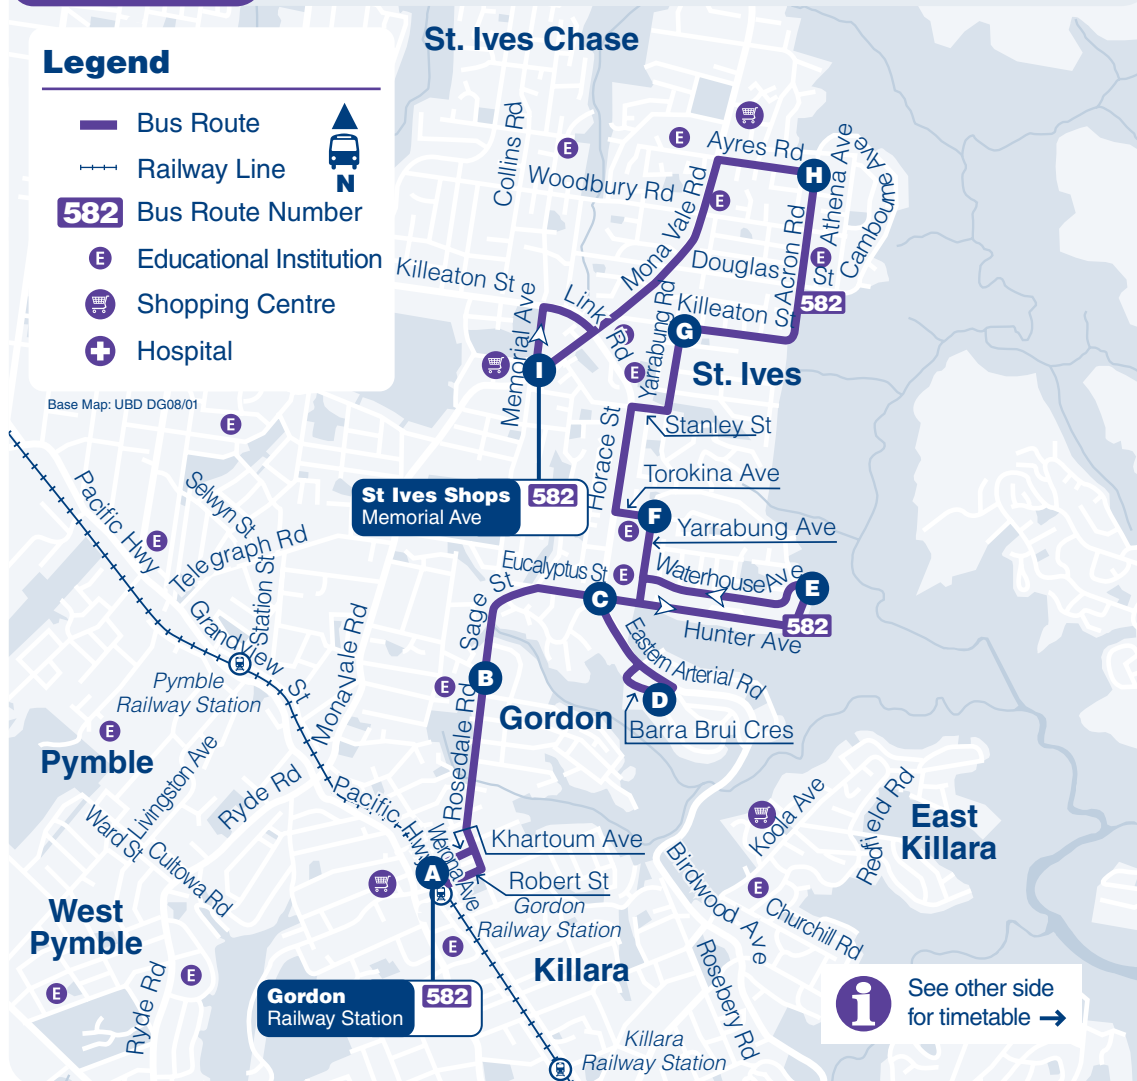 St. Ives Chase
Legend
Bus Route
Railway Line
N
582 Bus Route Number
E Educational Institution
Shopping Centre
Hospital
Base Map: UBD DG08/01
Collins Rd
E
E
Ayres Rd
Woodbury Rd
E
H
Athena Ave
Cambourne Ave
Mona Vale Rd
Acron Rd
E
Douglas St
582
Killeaton St
Killeaton St
Link Rd
Memorial Ave
I
Yarrabung Rd
G
E
E
St. Ives
Stanley St
Horace St
Torokina Ave
St Ives Shops
Memorial Ave
582
F
E
Yarrabung Ave
E
Pacific Hwy
Selwyn St
E
Telegraph Rd
Station St
Grandview St
Eucalyptus St
E
Waterhouse Ave
E
C
582
Hunter Ave
Sage St
Eastern Arterial Rd
B
E
D
Gordon
Barra Brui Cres
Mona Vale Rd
Rosedale Rd
Pymble
Railway Station
E
Pymble
Livingston Ave
Ryde Rd
Pacific Hwy
Ward St
Cultowa Rd
Werona Ave
Khartoum Ave
A
Robert St
Gordon
Railway Station
Koola Ave
Redfield Rd
East
Killara
Birdwood Ave
E
Churchill Rd
West
Pymble
E
E
Ryde Rd
E
Killara
Rosebery Rd
Gordon
Railway Station
582
Killara
Railway Station
i
See other side
for timetable →